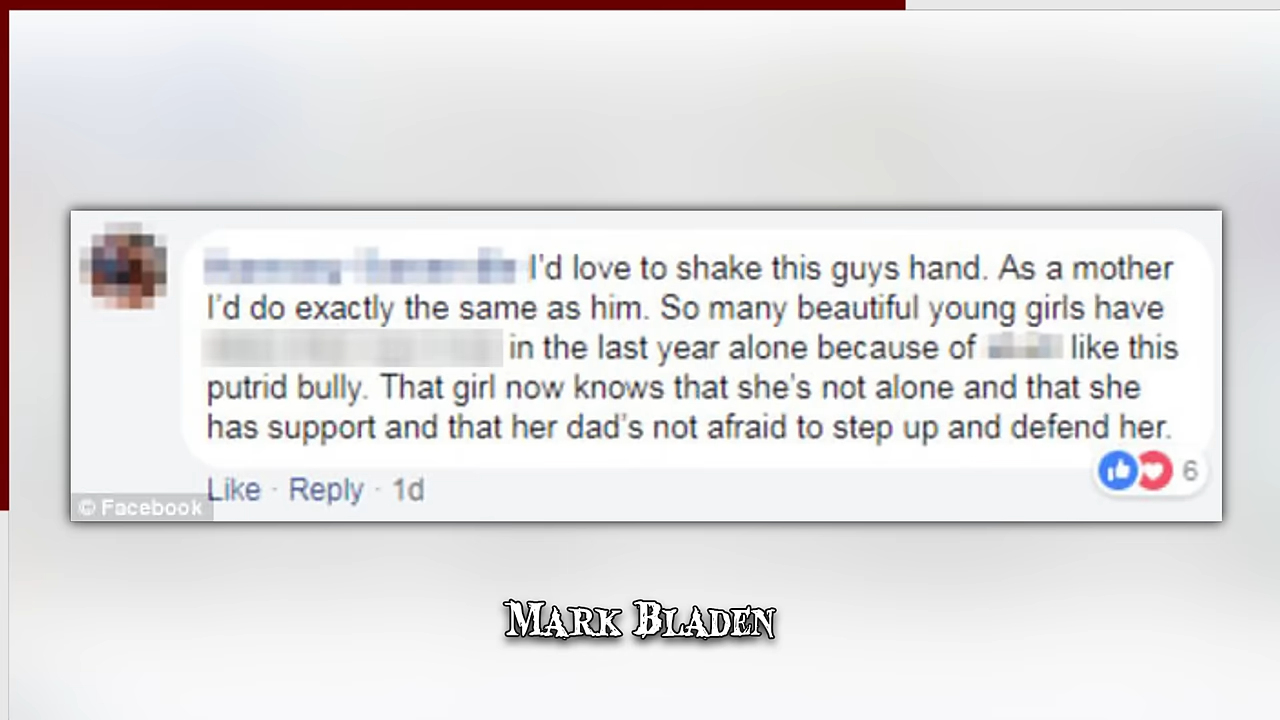 I'd love to shake this guys hand. As a mother
I'd do exactly the same as him. So many beautiful young girls have
in the last year alone because of like this
putrid bully. That girl now knows that she's not alone and that she
has support and that her dad's not afraid to step up and defend her.
Like · Reply · 1d
6
© Facebook
Mark Bladen